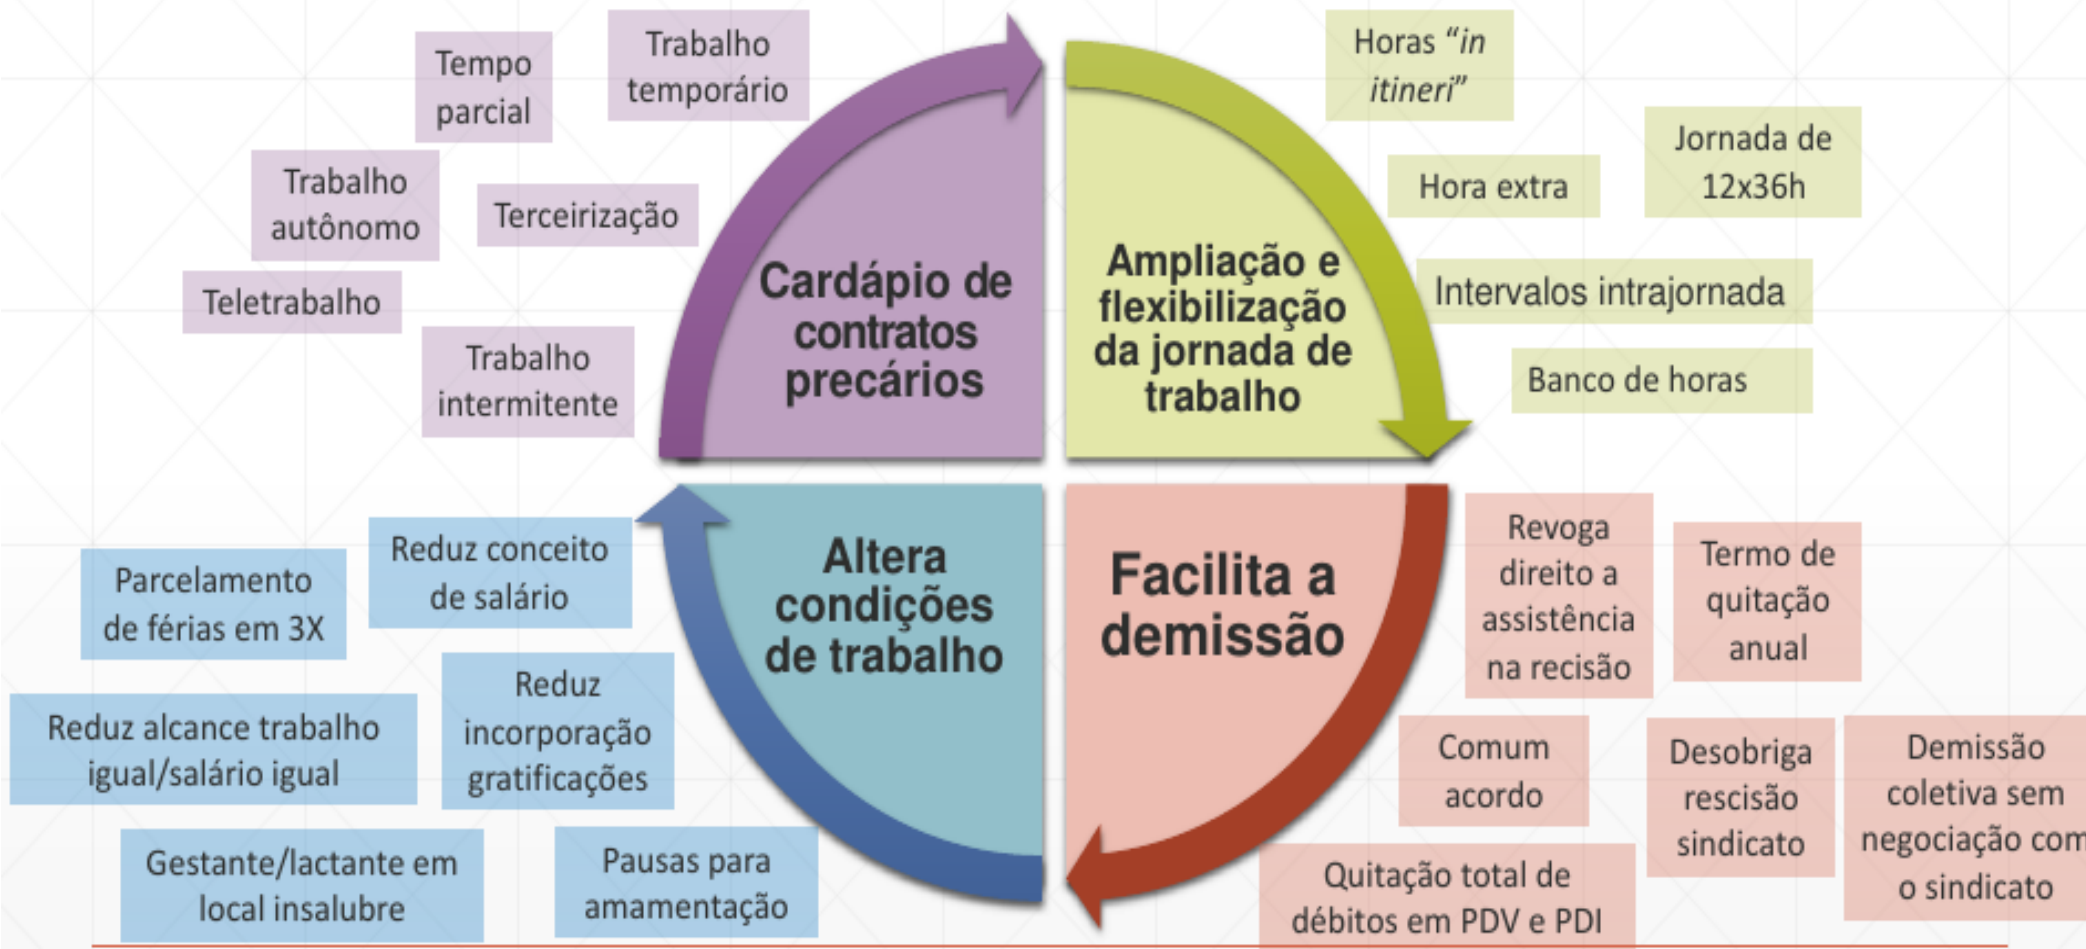 Tempo
parcial
Trabalho
temporário
Trabalho
autônomo
Terceirização
Teletrabalho
Trabalho
intermitente
Cardápio de
contratos
precários
Horas “in
itineri”
Jornada de
12x36h
Hora extra
Intervalos intrajornada
Banco de horas
Ampliação e
flexibilização
da jornada de
trabalho
Altera
condições
de trabalho
Parcelamento
de férias em 3X
Reduz conceito
de salário
Reduz alcance trabalho
igual/salário igual
Reduz
incorporação
gratificações
Gestante/lactante em
local insalubre
Pausas para
amamentação
Facilita a
demissão
Revoga
direito a
assistência
na recisão
Termo de
quitação
anual
Comum
acordo
Desobriga
rescisão
sindicato
Demissão
coletiva sem
negociação com
o sindicato
Quitação total de
débitos em PDV e PDI